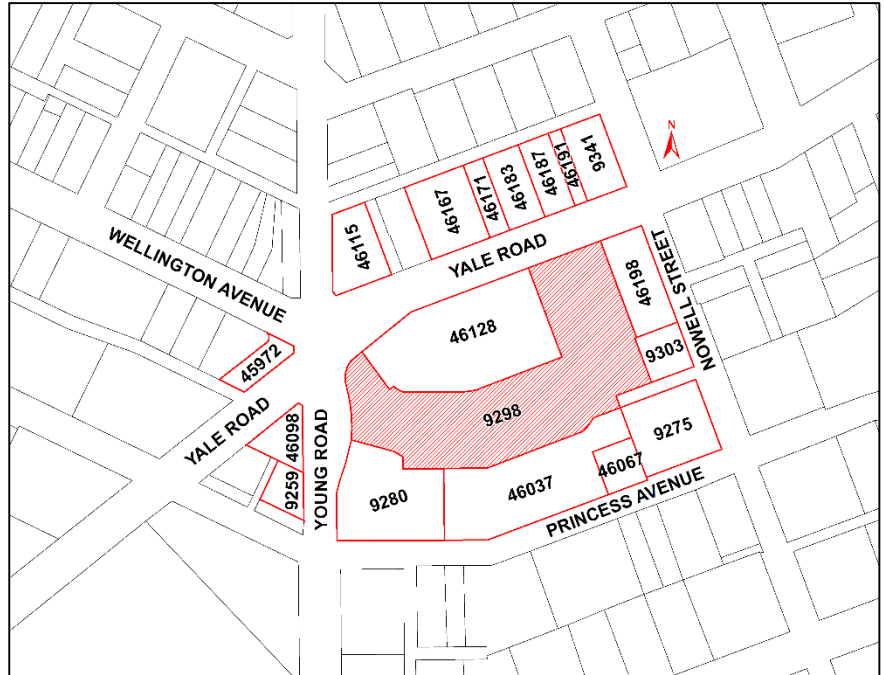 N
9341
46191
46187
46183
46171
46167
46115
YALE ROAD
WELLINGTON AVENUE
NOWELL STREET
46198
46128
9303
45972
9298
YALE ROAD
46098
9259
YOUNG ROAD
9280
46037
46067
9275
PRINCESS AVENUE